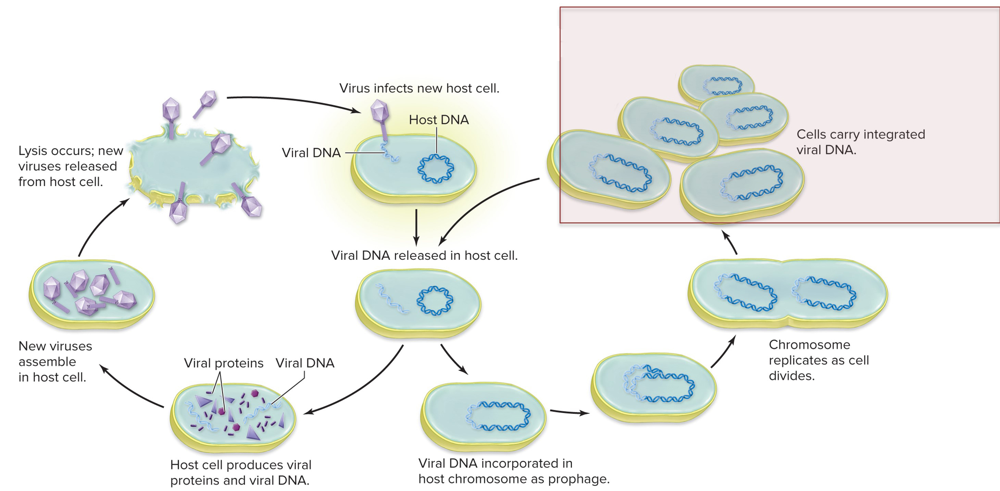 Virus infects new host cell.
Host DNA
Viral DNA
Cells carry integrated
viral DNA.
Lysis occurs; new
viruses released
from host cell.
Viral DNA released in host cell.
New viruses
assemble
in host cell.
Viral proteins
Viral DNA
Chromosome
replicates as cell
divides.
Host cell produces viral
proteins and viral DNA.
Viral DNA incorporated in
host chromosome as prophage.